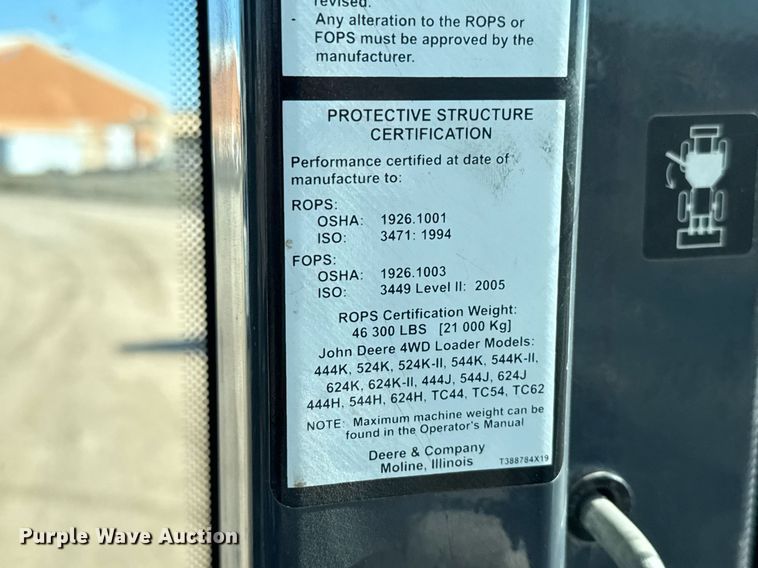 revised.
- Any alteration to the ROPS or
FOPS must be approved by the
manufacturer.
PROTECTIVE STRUCTURE
CERTIFICATION
Performance certified at date of
manufacture to:
ROPS:
OSHA: 1926.1001
ISO: 3471: 1994
FOPS:
OSHA: 1926.1003
ISO: 3449 Level II: 2005
ROPS Certification Weight:
46 300 LBS [21 000 Kg]
John Deere 4WD Loader Models:
444K, 524K, 524K-II, 544K, 544K-II,
624K, 624K-II, 444J, 544J, 624J
444H, 544H, 624H, TC44, TC54, TC62
NOTE: Maximum machine weight can be
found in the Operator's Manual
Deere & Company
Moline, Illinois T388784X19
Purple Wave Auction